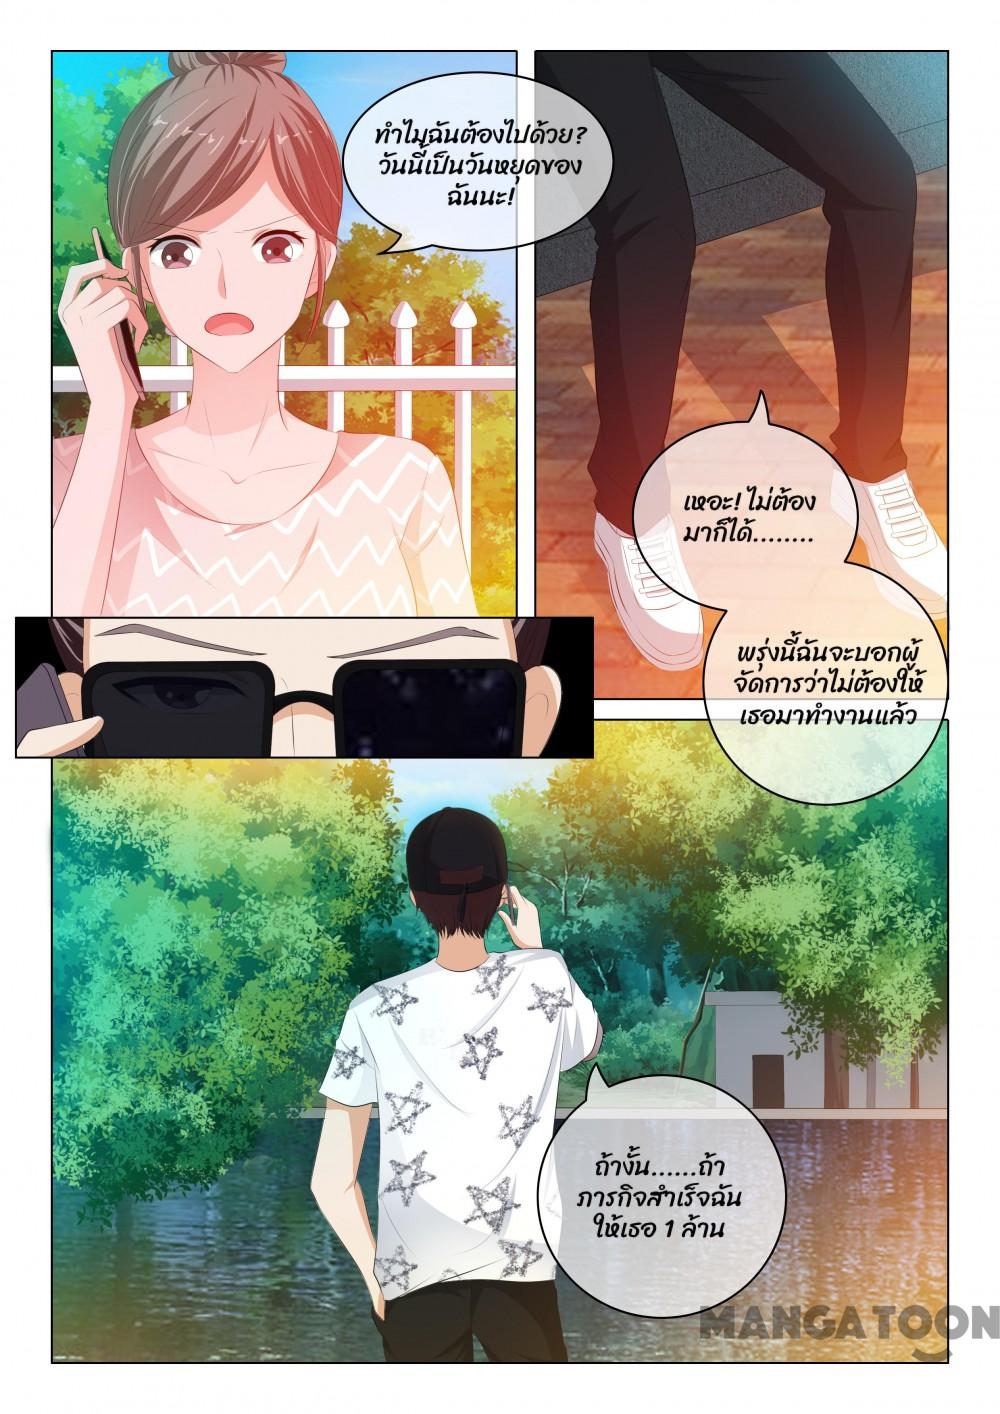 ทำไมฉันต้องไปด้วย?
วันนี้เป็นวันหยุดของ
ฉันนะ!
เหอะ! ไม่ต้อง
มาก็ได้........
พรุ่งนี้ฉันจะบอกผู้
จัดการว่าไม่ต้องให้
เธอมาทำงานแล้ว
ถ้างั้น......ถ้า
ภารกิจสำเร็จฉัน
ให้เธอ 1 ล้าน
MANGATOON